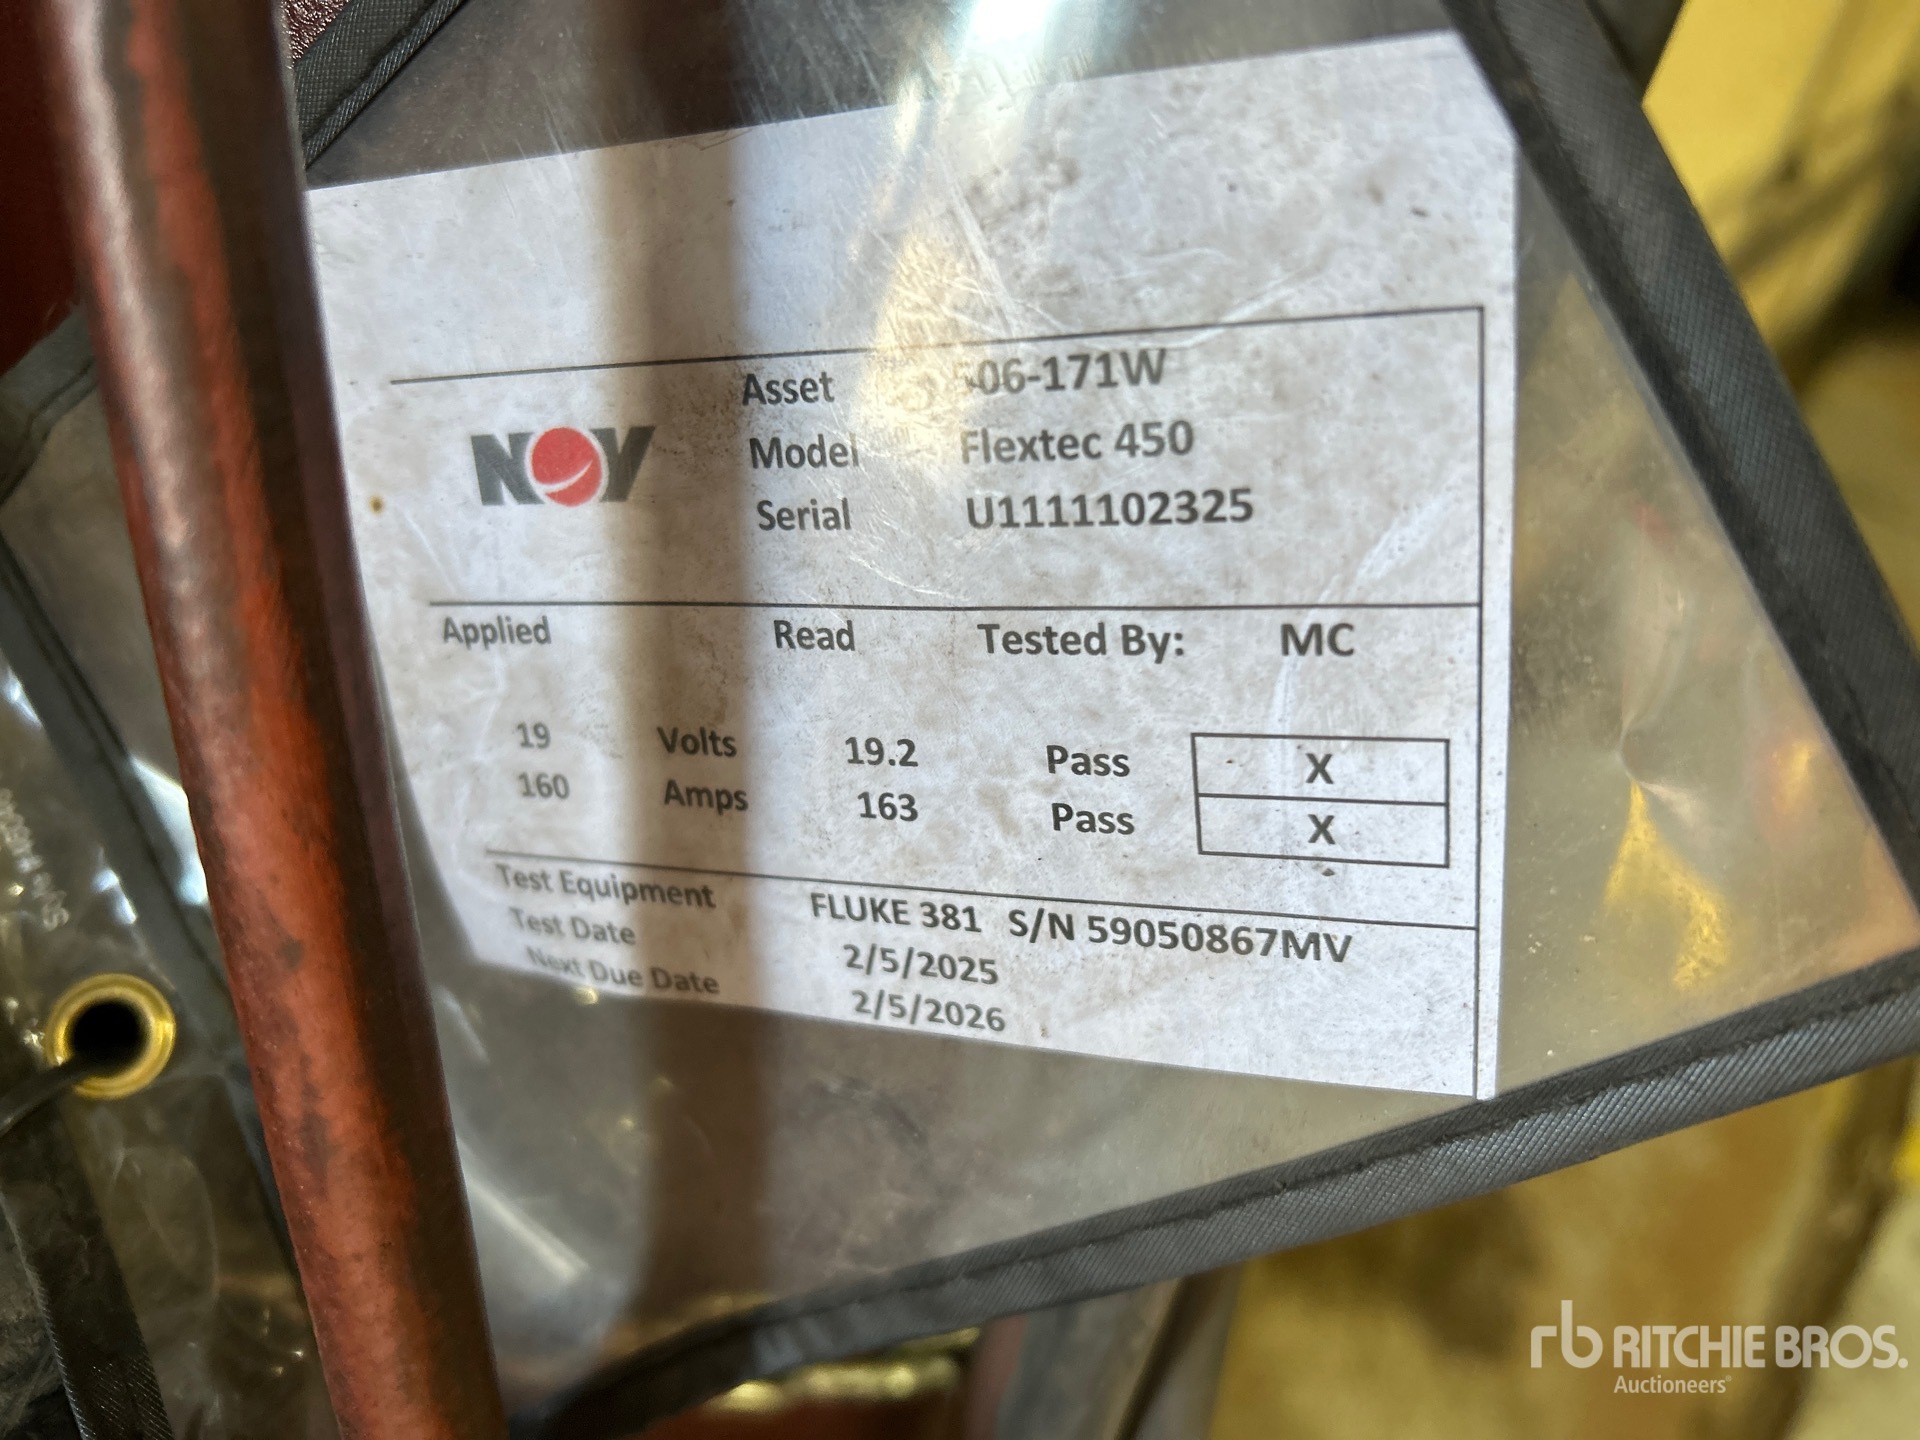 Asset 506-171W
NOV
Model Flextec 450
Serial U1111102325
Applied Read Tested By: MC
19 Volts 19.2 Pass X
160 Amps 163 Pass X
Test Equipment FLUKE 381 S/N 59050867MV
Test Date 2/5/2025
Next Due Date 2/5/2026
rb RITCHIE BROS.
Auctioneers